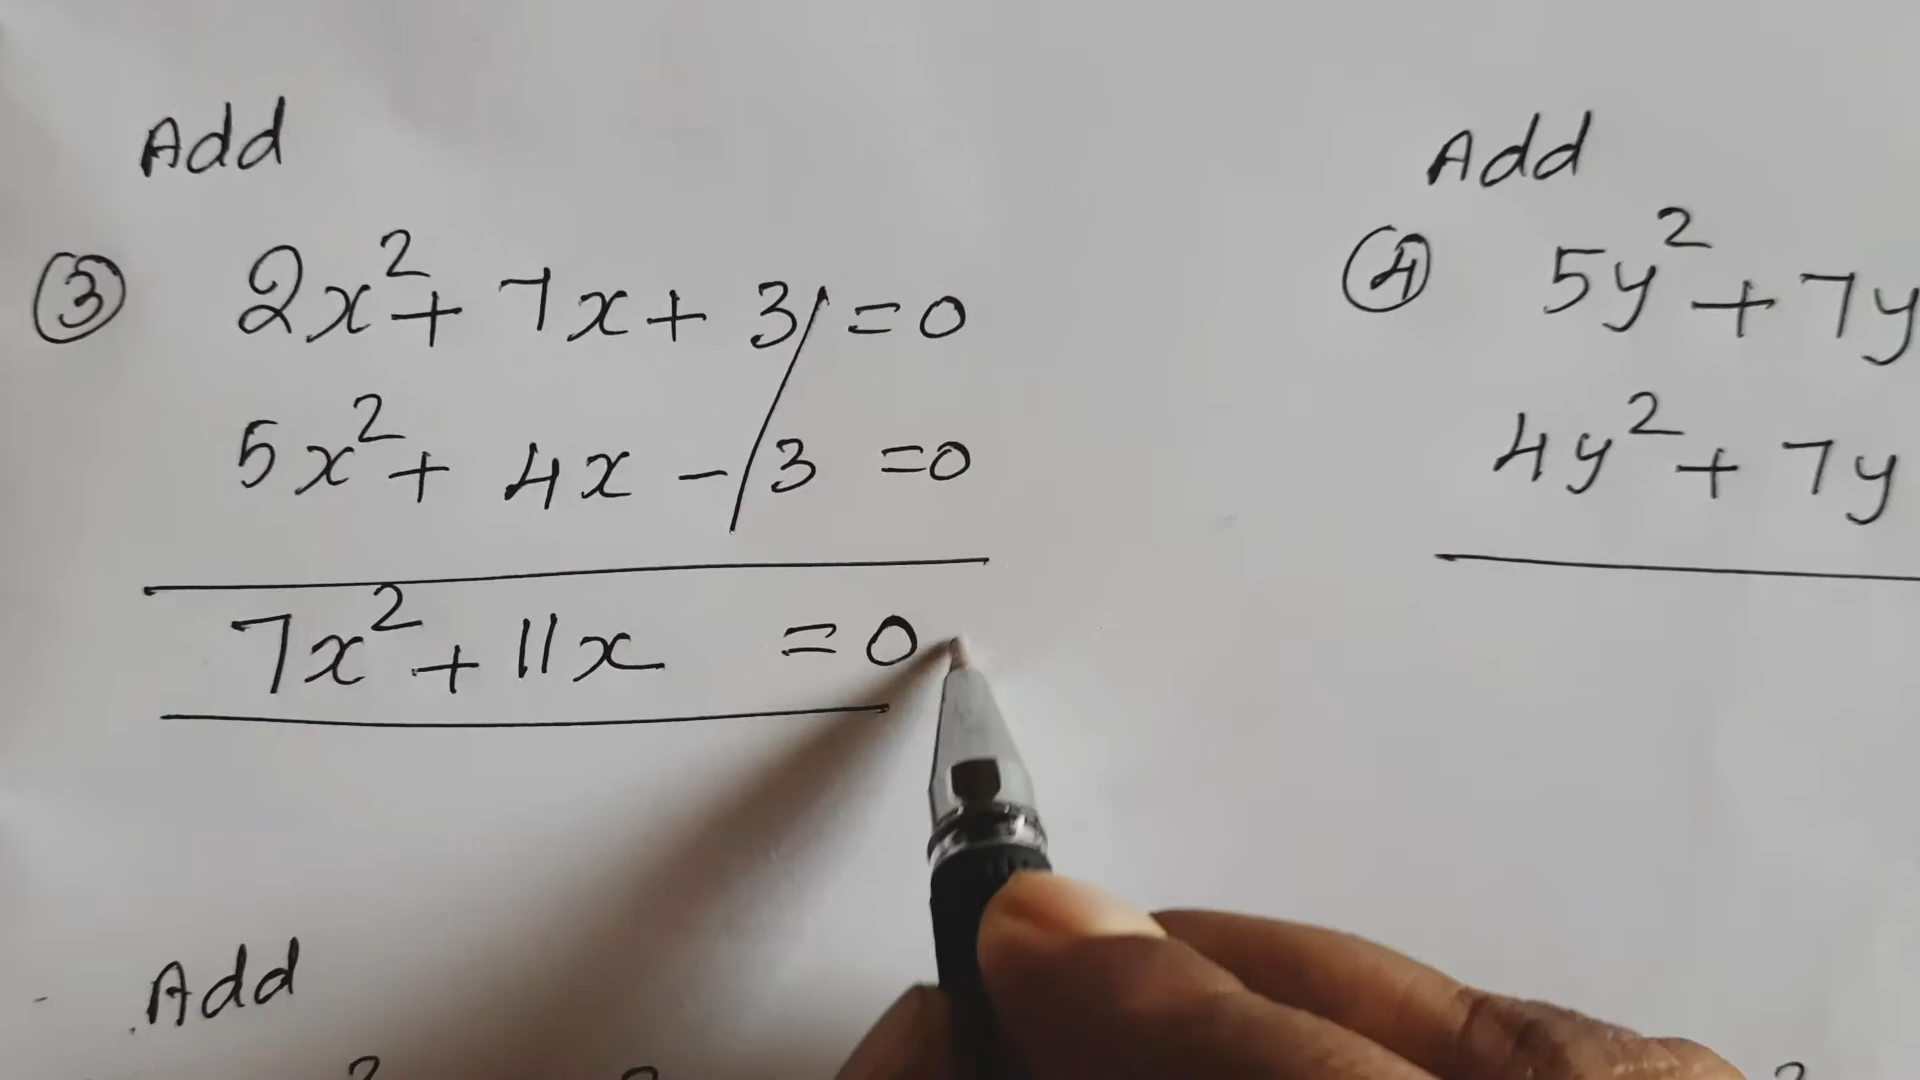 Add
③ 2x² + 7x + 3 = 0
5x² + 4x - 3 = 0
7x² + 11x = 0
Add
④ 5y² + 7y
4y² + 7y
Add